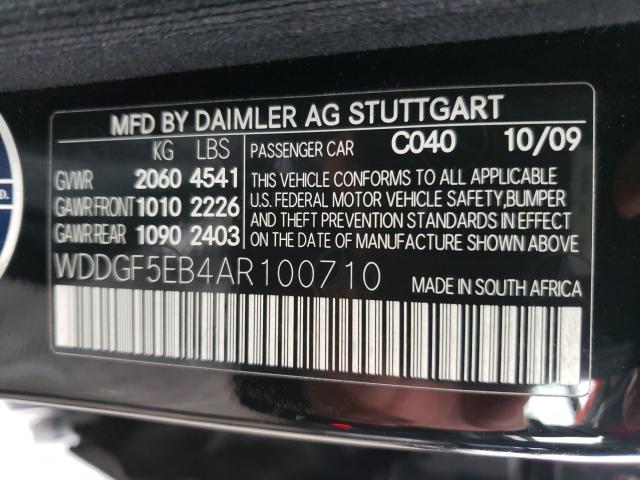 MFD BY DAIMLER AG STUTTGART
KG LBS
GVWR 2060 4541
GAWR FRONT 1010 2226
GAWR REAR 1090 2403
PASSENGER CAR C040 10/09
THIS VEHICLE CONFORMS TO ALL APPLICABLE
U.S. FEDERAL MOTOR VEHICLE SAFETY, BUMPER
AND THEFT PREVENTION STANDARDS IN EFFECT
ON THE DATE OF MANUFACTURE SHOWN ABOVE
WDDGF5EB4AR100710
MADE IN SOUTH AFRICA